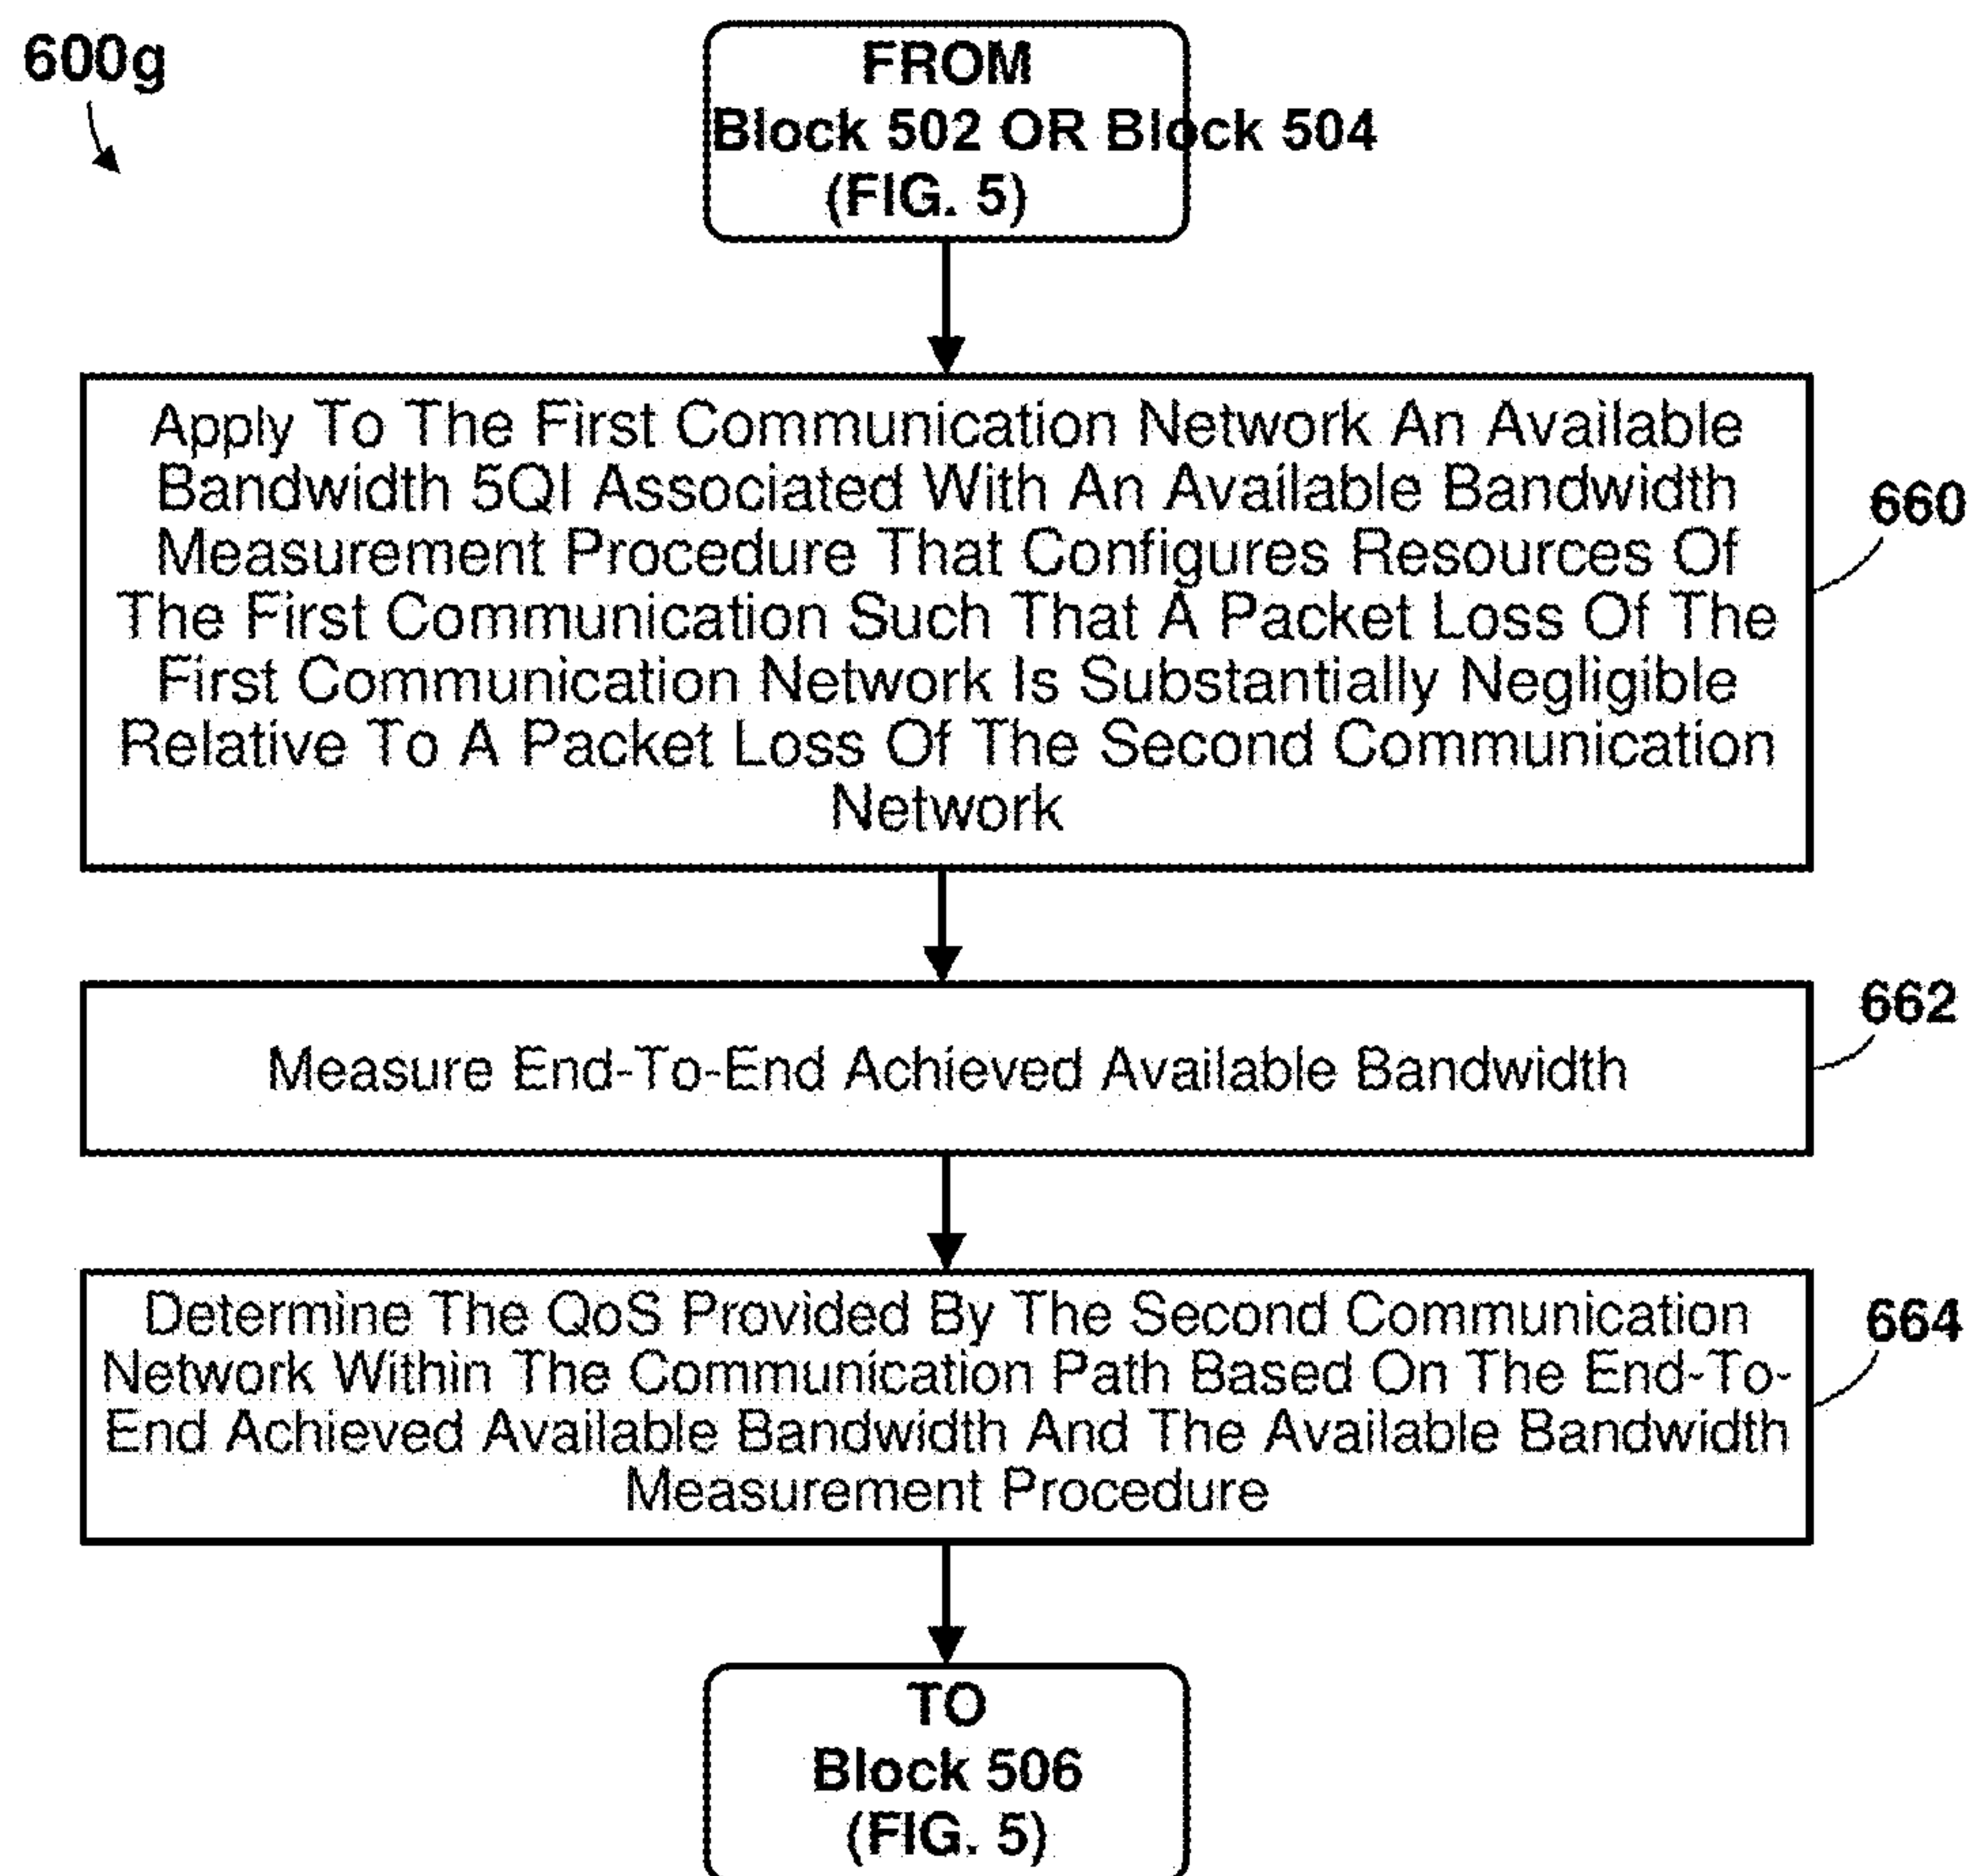 600g
FROM
Block 502 OR Block 504
(FIG. 5)
Apply To The First Communication Network An Available
Bandwidth 5QI Associated With An Available Bandwidth
Measurement Procedure That Configures Resources Of
The First Communication Such That A Packet Loss Of The
First Communication Network Is Substantially Negligible
Relative To A Packet Loss Of The Second Communication
Network
660
Measure End-To-End Achieved Available Bandwidth
662
Determine The QoS Provided By The Second Communication
Network Within The Communication Path Based On The End-To-
End Achieved Available Bandwidth And The Available Bandwidth
Measurement Procedure
664
TO
Block 506
(FIG. 5)